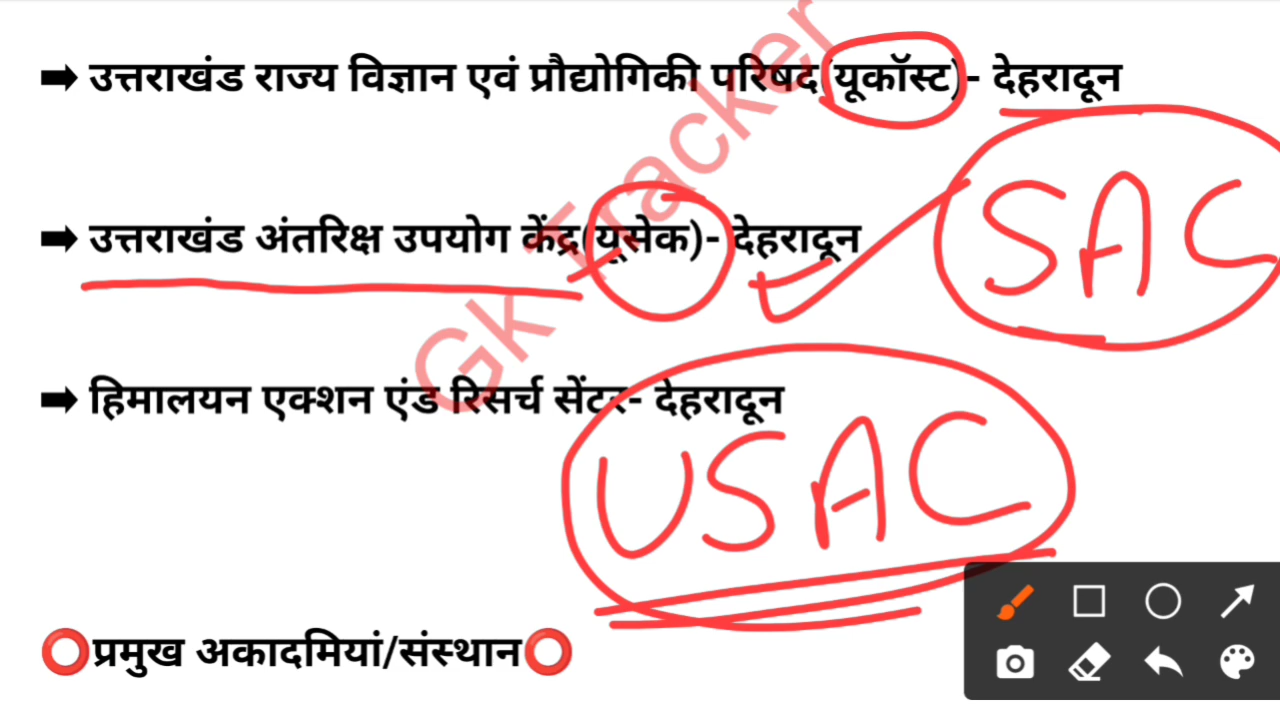 ➡ उत्तराखंड राज्य विज्ञान एवं प्रौद्योगिकी परिषद(यूकॉस्ट)- देहरादून
SAC
➡ उत्तराखंड अंतरिक्ष उपयोग केंद्र(यूसेक)- देहरादून
➡ हिमालयन एक्शन एंड रिसर्च सेंटर- देहरादून
USAC
⭕प्रमुख अकादमियां/संस्थान⭕
Gk Tracker